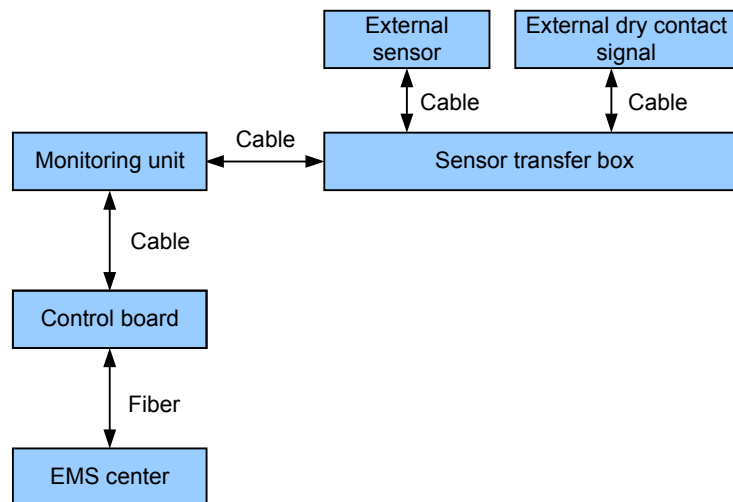 External
sensor
External dry contact
signal
Cable
Cable
Cable
Monitoring unit
Sensor transfer box
Cable
Control board
Fiber
EMS center